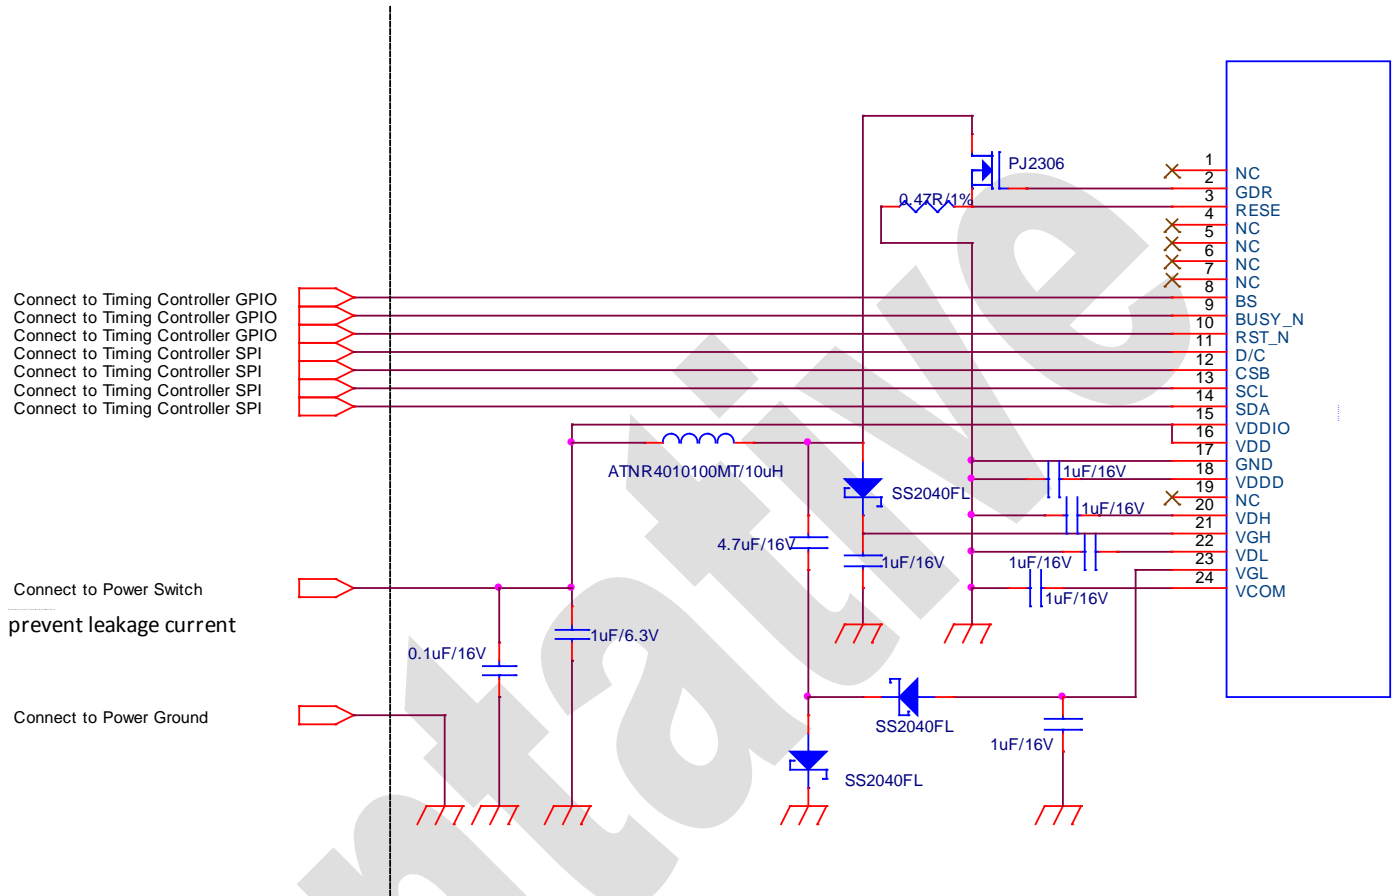 1
PJ2306
NC
2
GDR
0.47R/1%
3
RESE
4
NC
5
NC
6
NC
7
NC
Connect to Timing Controller GPIO
8
BS
Connect to Timing Controller GPIO
9
BUSY_N
Connect to Timing Controller GPIO
10
RST_N
Connect to Timing Controller SPI
11
D/C
Connect to Timing Controller SPI
12
CSB
Connect to Timing Controller SPI
13
SCL
Connect to Timing Controller SPI
14
SDA
15
VDDIO
16
VDD
17
GND
ATNR4010100MT/10uH
1uF/16V
18
VDDD
SS2040FL
19
NC
1uF/16V
20
VDH
21
VGH
4.7uF/16V
22
VDL
1uF/16V
1uF/16V
23
VGL
24
VCOM
Connect to Power Switch
1uF/16V
prevent leakage current
1uF/6.3V
0.1uF/16V
Connect to Power Ground
SS2040FL
1uF/16V
SS2040FL
ntative